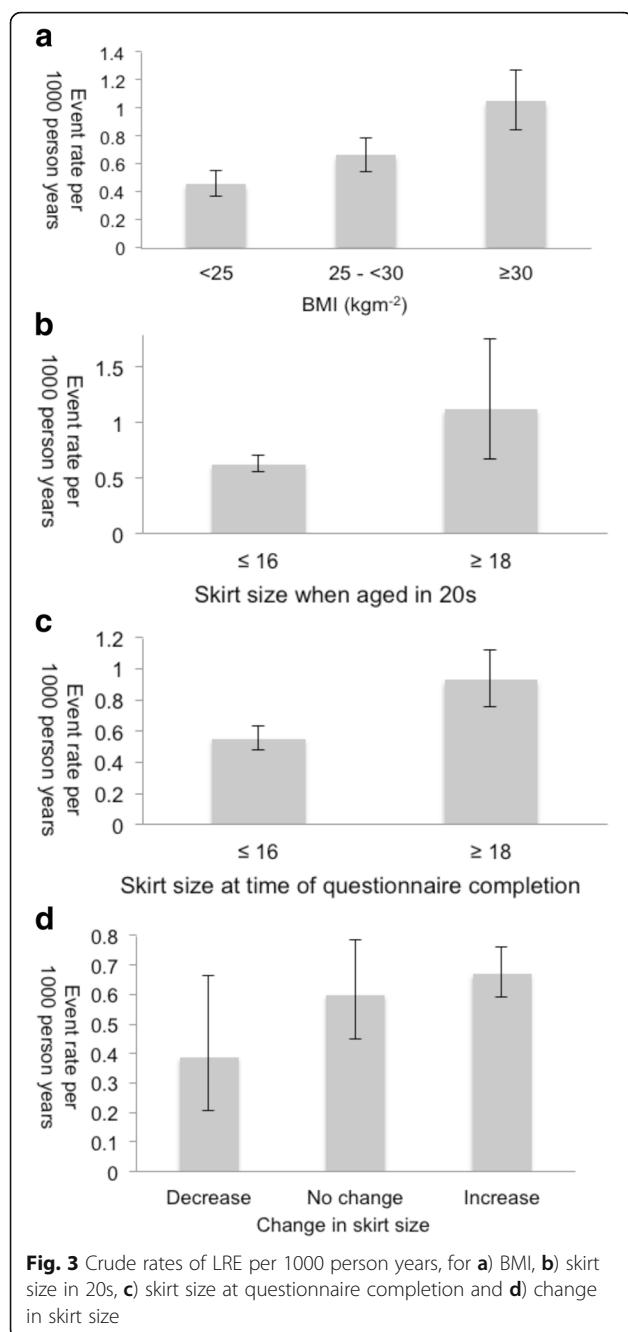 a
Event rate per
1000 person years
1.4
1.2
1
0.8
0.6
0.4
0.2
0
<25 25 - <30 ≥30
BMI (kgm-2)
b
Event rate per
1000 person years
1.5
1
0.5
0
≤ 16 ≥ 18
Skirt size when aged in 20s
c
Event rate per
1000 person years
1.2
1
0.8
0.6
0.4
0.2
0
≤ 16 ≥ 18
Skirt size at time of questionnaire completion
d
Event rate per
1000 person years
0.8
0.7
0.6
0.5
0.4
0.3
0.2
0.1
0
Decrease No change Increase
Change in skirt size
Fig. 3 Crude rates of LRE per 1000 person years, for a) BMI, b) skirt
size in 20s, c) skirt size at questionnaire completion and d) change
in skirt size